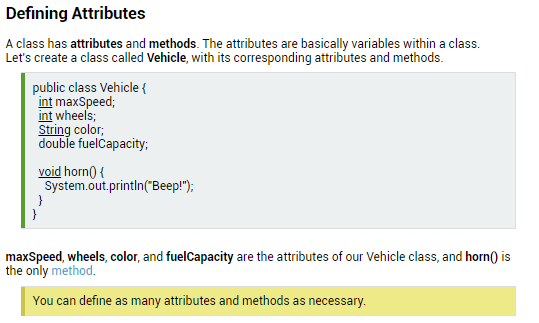 Defining Attributes
A class has attributes and methods. The attributes are basically variables within a class.
Let's create a class called Vehicle, with its corresponding attributes and methods.
public class Vehicle {
int maxSpeed;
int wheels;
String color;
double fuelCapacity;
void horn() {
System.out.println("Beep!");
}
}
maxSpeed, wheels, color, and fuelCapacity are the attributes of our Vehicle class, and horn() is
the only method.
You can define as many attributes and methods as necessary.